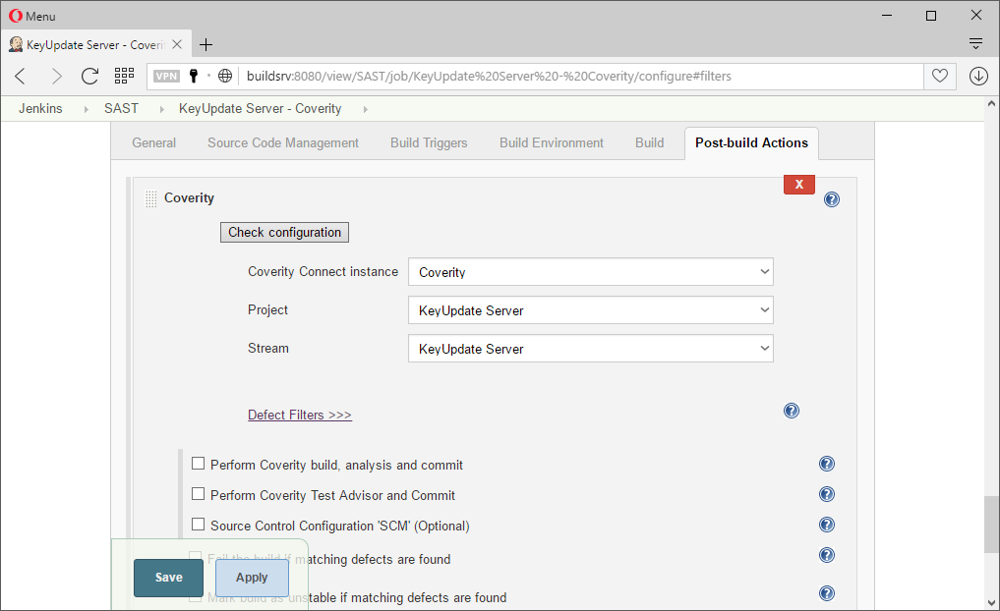 Menu
KeyUpdate Server - Coveri
VPN buildsrv:8080/view/SAST/job/KeyUpdate%20Server%20-%20Coverity/configure#filters
Jenkins SAST KeyUpdate Server - Coverity
General Source Code Management Build Triggers Build Environment Build Post-build Actions
X
Coverity ?
Check configuration
Coverity Connect instance Coverity
Project KeyUpdate Server
Stream KeyUpdate Server
Defect Filters >>> ?
Perform Coverity build, analysis and commit ?
Perform Coverity Test Advisor and Commit ?
Source Control Configuration 'SCM' (Optional) ?
Fail the build if matching defects are found ?
Save Apply
Mark build as unstable if matching defects are found ?